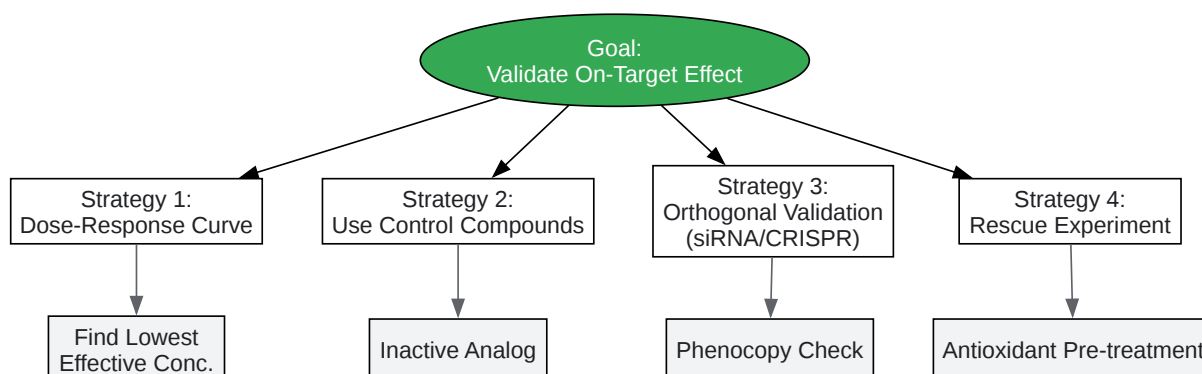 Goal:
Validate On-Target Effect
Strategy 1:
Dose-Response Curve
Strategy 2:
Use Control Compounds
Strategy 3:
Orthogonal Validation
(siRNA/CRISPR)
Strategy 4:
Rescue Experiment
Find Lowest
Effective Conc.
Inactive Analog
Phenocopy Check
Antioxidant Pre-treatment